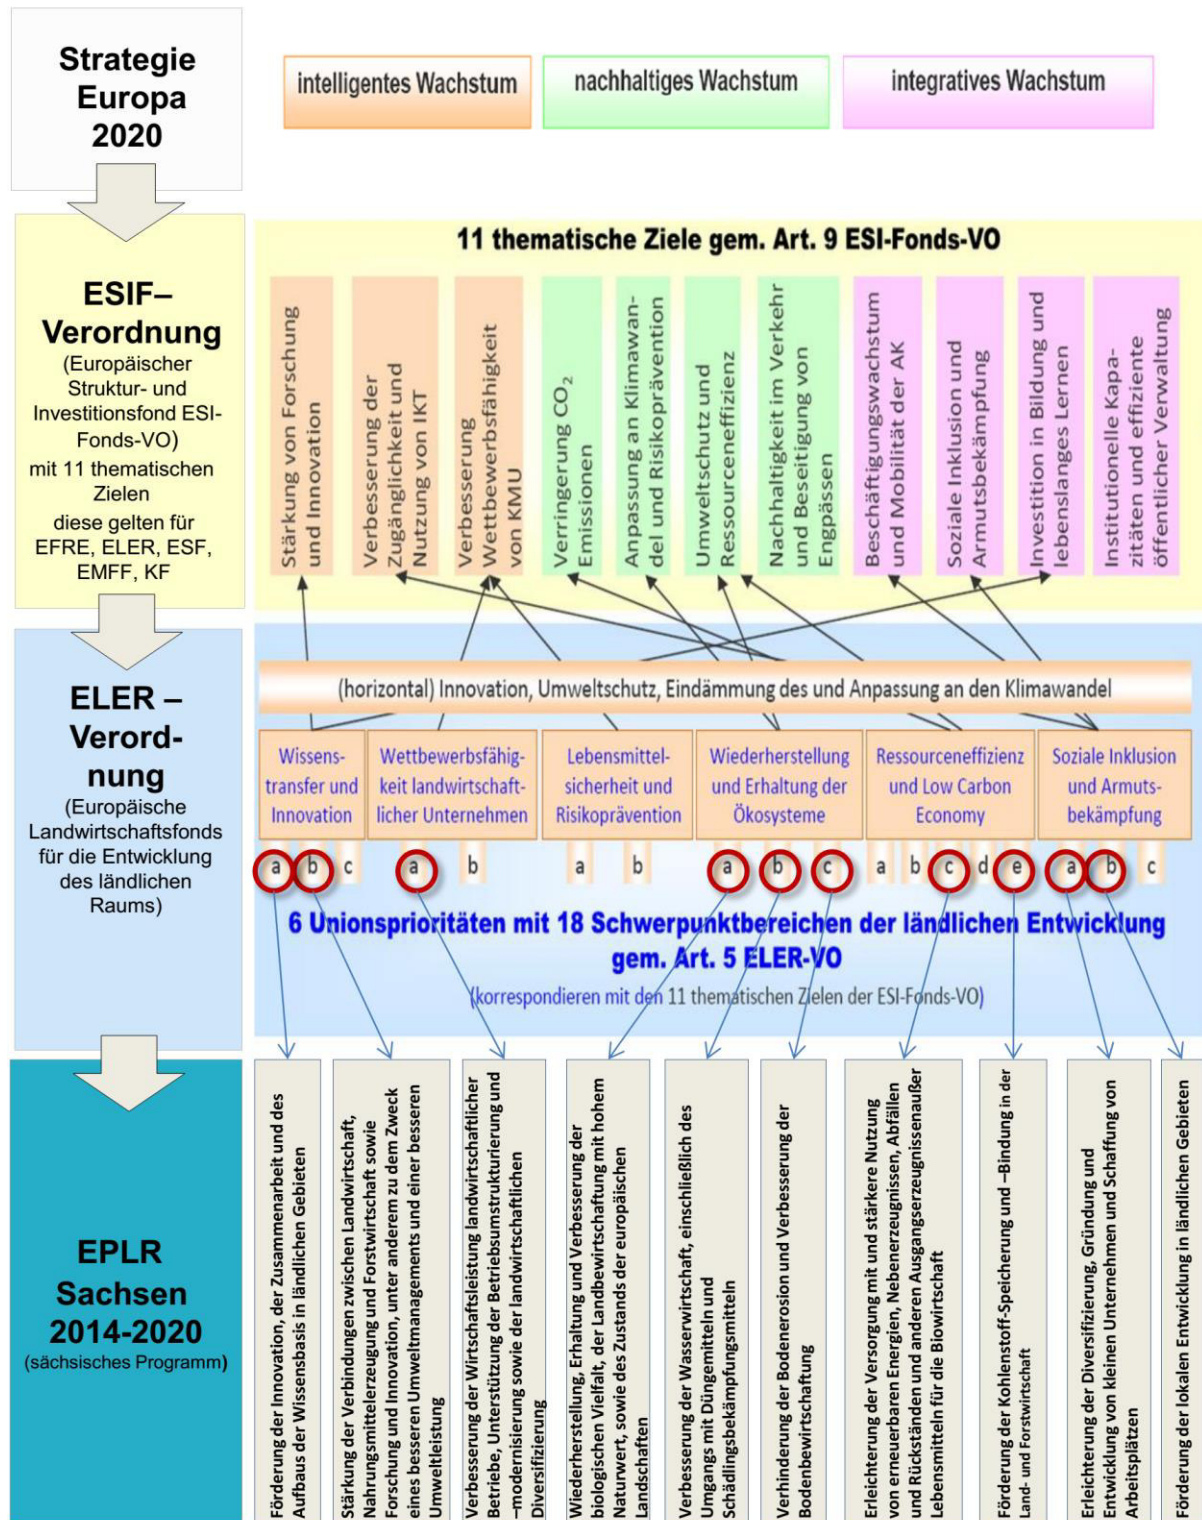 Strategie
Europa
2020
intelligentes Wachstum
nachhaltiges Wachstum
integratives Wachstum
ESIF–
Verordnung
(Europäischer
Struktur- und
Investitionsfond ESI-
Fonds-VO)
mit 11 thematischen
Zielen
diese gelten für
EFRE, ELER, ESF,
EMFF, KF
11 thematische Ziele gem. Art. 9 ESI-Fonds-VO
Stärkung von Forschung
und Innovation
Verbesserung der
Zugänglichkeit und
Nutzung von IKT
Verbesserung
Wettbewerbsfähigkeit
von KMU
Verringerung CO₂
Emissionen
Anpassung an Klimawan-
del und Risikoprävention
Umweltschutz und
Ressourceneffizienz
Nachhaltigkeit im Verkehr
und Beseitigung von
Engpässen
Beschäftigungswachstum
und Mobilität der AK
Soziale Inklusion und
Armutsbekämpfung
Investition in Bildung und
lebenslanges Lernen
Institutionelle Kapa-
zitäten und effiziente
öffentlicher Verwaltung
ELER –
Verord-
nung
(Europäische
Landwirtschaftsfonds
für die Entwicklung
des ländlichen
Raums)
(horizontal) Innovation, Umweltschutz, Eindämmung des und Anpassung an den Klimawandel
Wissens-
transfer und
Innovation
Wettbewerbsfähig-
keit landwirtschaft-
licher Unternehmen
Lebensmittel-
sicherheit und
Risikoprävention
Wiederherstellung
und Erhaltung der
Ökosysteme
Ressourceneffizienz
und Low Carbon
Economy
Soziale Inklusion
und Armuts-
bekämpfung
a b c
a b
a b
a b c
a b c d e
a b c
6 Unionsprioritäten mit 18 Schwerpunktbereichen der ländlichen Entwicklung
gem. Art. 5 ELER-VO
(korrespondieren mit den 11 thematischen Zielen der ESI-Fonds-VO)
EPLR
Sachsen
2014-2020
(sächsisches Programm)
Förderung der Innovation, der Zusammenarbeit und des
Aufbaus der Wissensbasis in ländlichen Gebieten
Stärkung der Verbindungen zwischen Landwirtschaft,
Nahrungsmittelerzeugung und Forstwirtschaft sowie
Forschung und Innovation, unter anderem zu dem Zweck
eines besseren Umweltmanagements und einer besseren
Umweltleistung
Verbesserung der Wirtschaftsleistung landwirtschaftlicher
Betriebe, Unterstützung der Betriebsumstrukturierung und
–modernisierung sowie der landwirtschaftlichen
Diversifizierung
Wiederherstellung, Erhaltung und Verbesserung der
biologischen Vielfalt, der Landbewirtschaftung mit hohem
Naturwert, sowie des Zustands der europäischen
Landschaften
Verbesserung der Wasserwirtschaft, einschließlich des
Umgangs mit Düngemitteln und
Schädlingsbekämpfungsmitteln
Verhinderung der Bodenerosion und Verbesserung der
Bodenbewirtschaftung
Erleichterung der Versorgung mit und stärkere Nutzung
von erneuerbaren Energien, Nebenerzeugnissen, Abfällen
und Rückständen und anderen Ausgangserzeugnissenaußer
Lebensmitteln für die Biowirtschaft
Förderung der Kohlenstoff-Speicherung und –Bindung in der
Land- und Forstwirtschaft
Erleichterung der Diversifizierung, Gründung und
Entwicklung von kleinen Unternehmen und Schaffung von
Arbeitsplätzen
Förderung der lokalen Entwicklung in ländlichen Gebieten